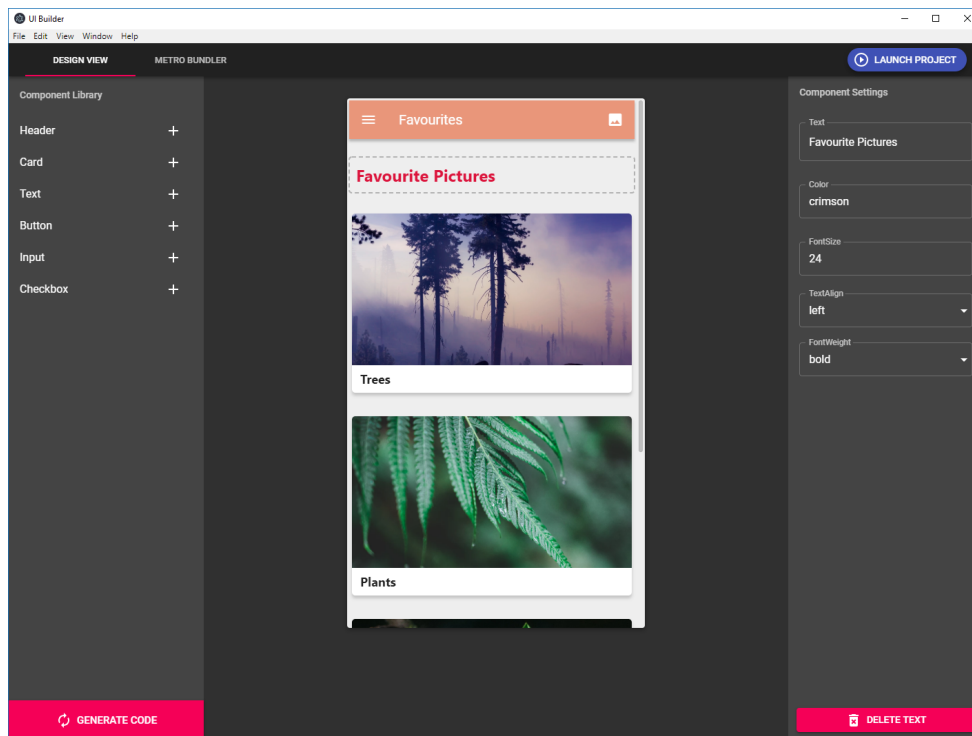 UI Builder
File Edit View Window Help
DESIGN VIEW METRO BUNDLER LAUNCH PROJECT
Component Library
Header
Card
Text
Button
Input
Checkbox
GENERATE CODE
Favourites
Favourite Pictures
Trees
Plants
Component Settings
Text
Favourite Pictures
Color
crimson
FontSize
24
TextAlign
left
FontWeight
bold
DELETE TEXT